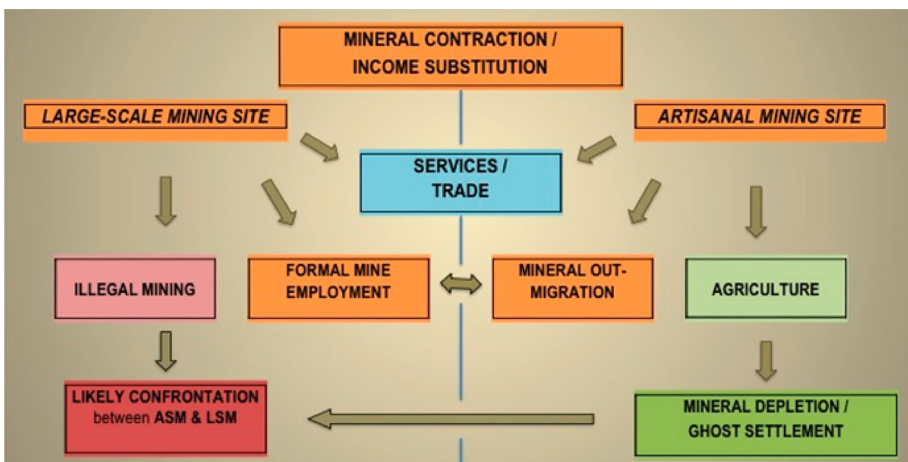 MINERAL CONTRACTION /
INCOME SUBSTITUTION
LARGE-SCALE MINING SITE
ARTISANAL MINING SITE
SERVICES /
TRADE
ILLEGAL MINING
FORMAL MINE
EMPLOYMENT
MINERAL OUT-
MIGRATION
AGRICULTURE
LIKELY CONFRONTATION
between ASM & LSM
MINERAL DEPLETION /
GHOST SETTLEMENT